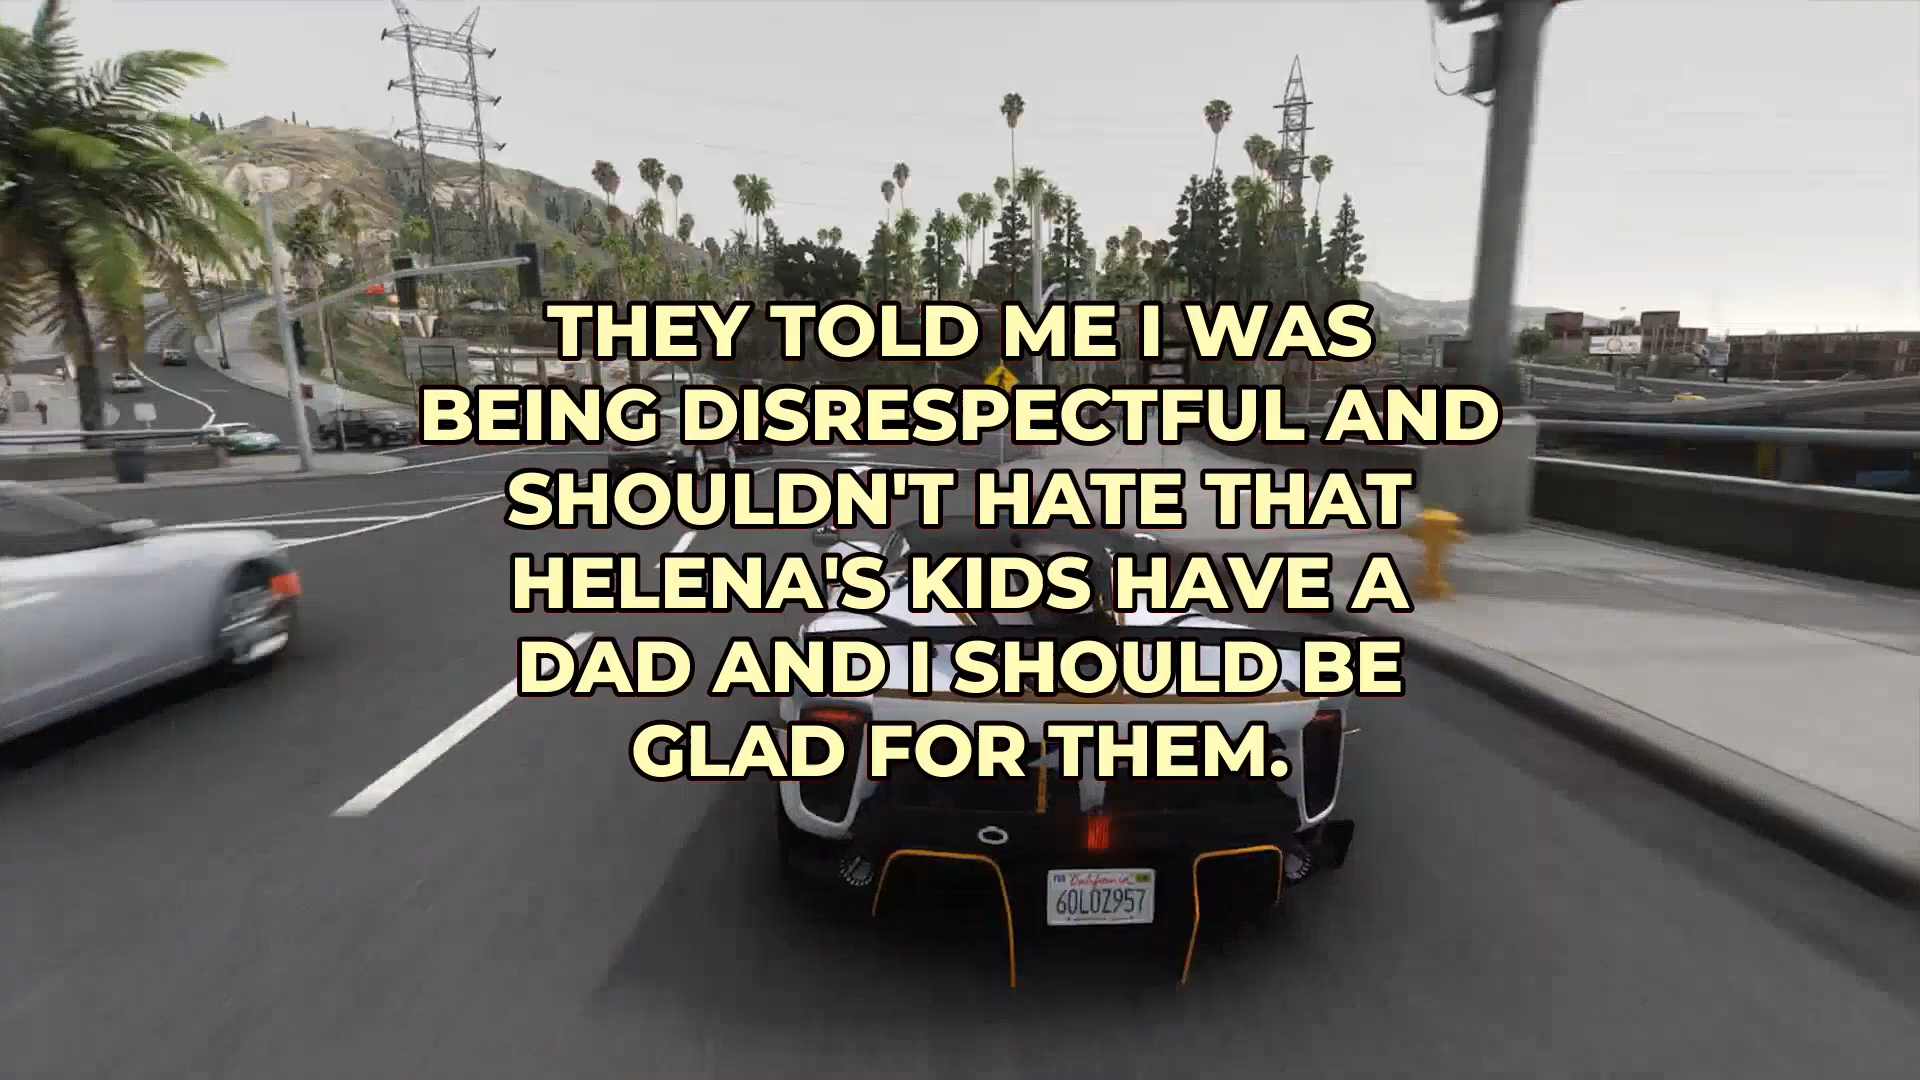 THEY TOLD ME I WAS
BEING DISRESPECTFUL AND
SHOULDN'T HATE THAT
HELENA'S KIDS HAVE A
DAD AND I SHOULD BE
GLAD FOR THEM.
California
60LOZ957